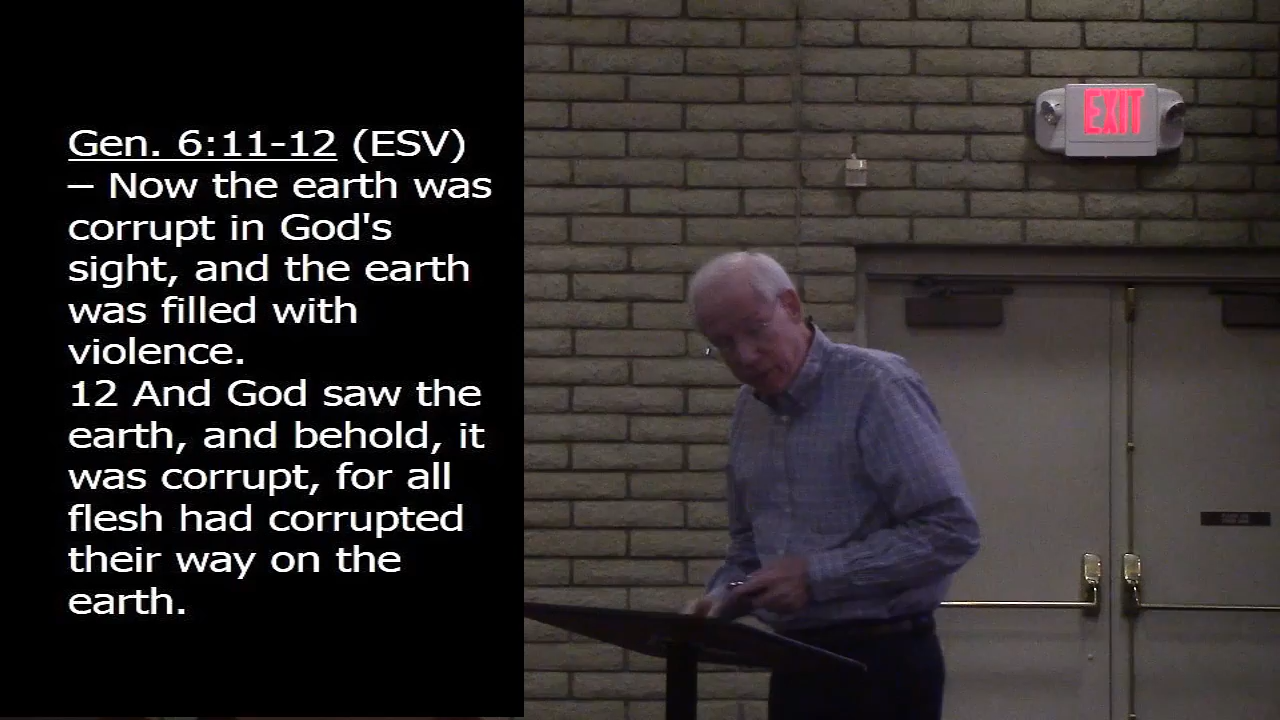 Gen. 6:11-12 (ESV)
– Now the earth was
corrupt in God's
sight, and the earth
was filled with
violence.
12 And God saw the
earth, and behold, it
was corrupt, for all
flesh had corrupted
their way on the
earth.
EXIT